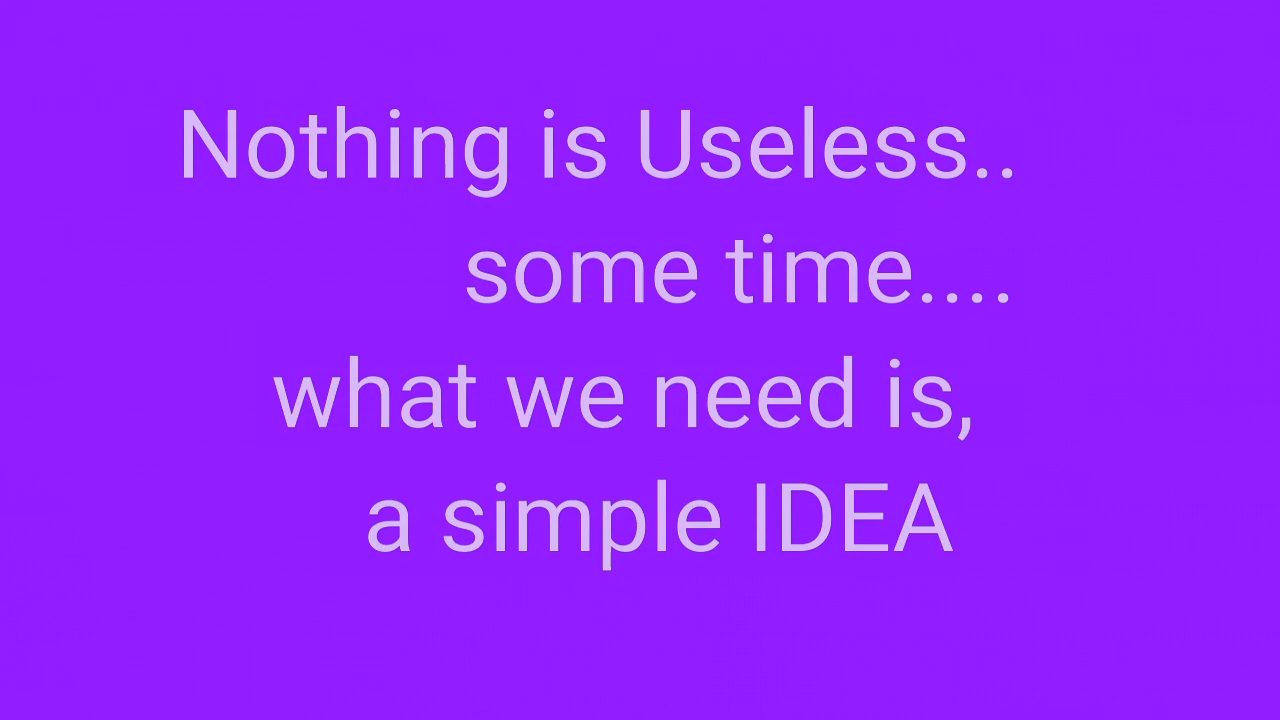 Nothing is Useless..
some time....
what we need is,
a simple IDEA